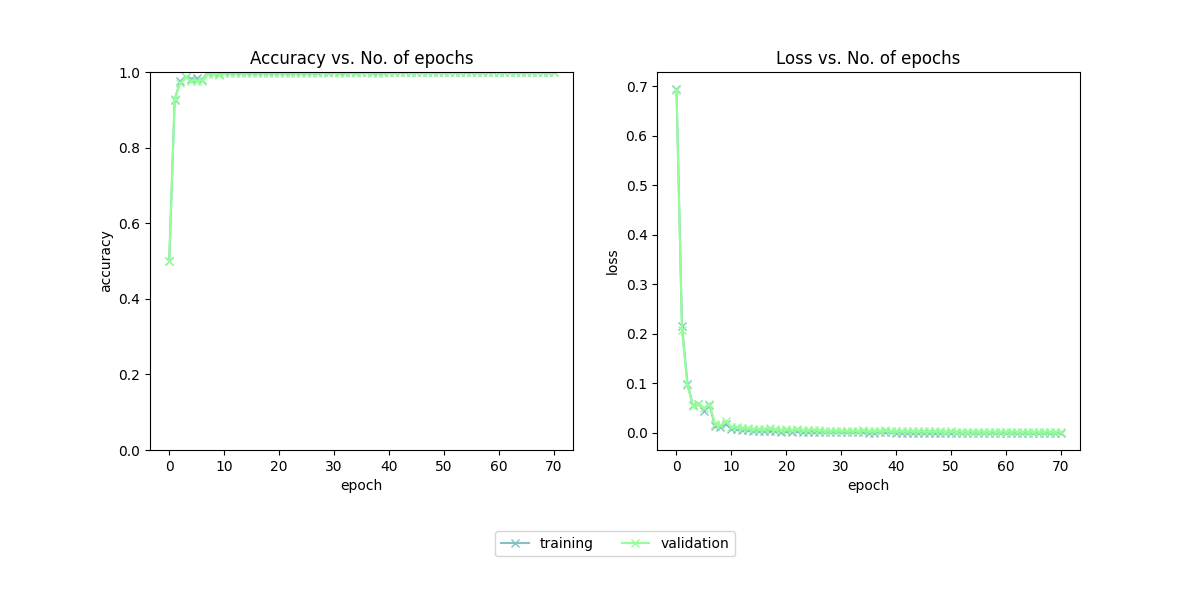 Accuracy vs. No. of epochs
1.0
0.8
0.6
0.4
0.2
0.0
accuracy
0 10 20 30 40 50 60 70
epoch
Loss vs. No. of epochs
0.7
0.6
0.5
0.4
0.3
0.2
0.1
0.0
loss
0 10 20 30 40 50 60 70
epoch
training validation